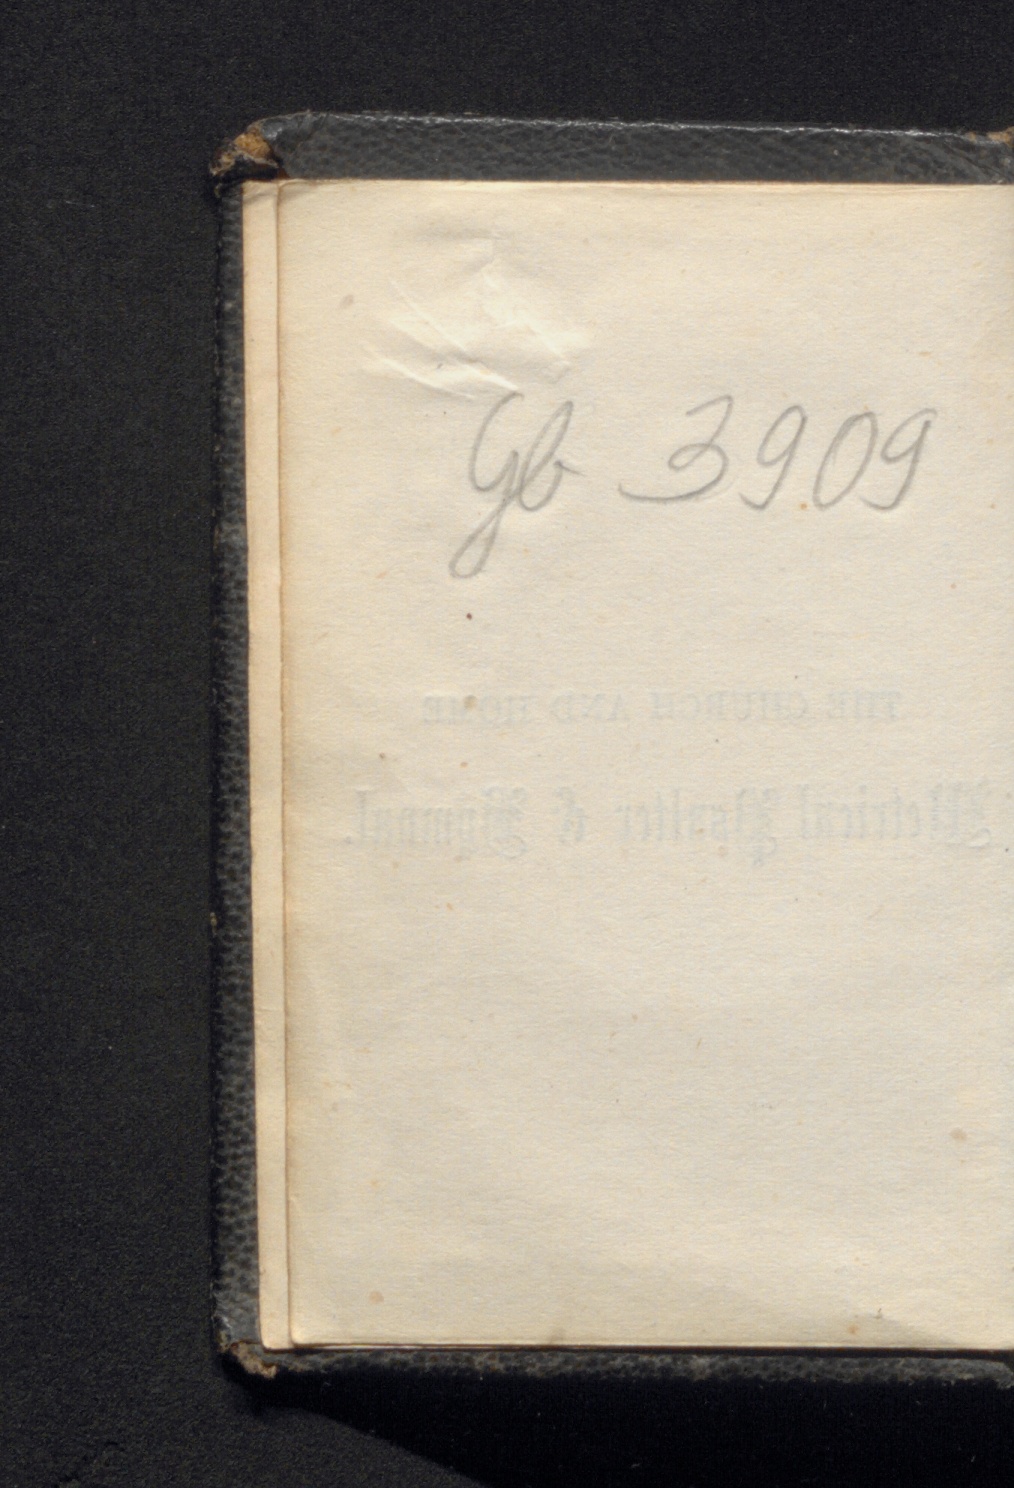 Gb 3909
THE CHURCH AND HOME
Metrical Psalter & Hymnal.